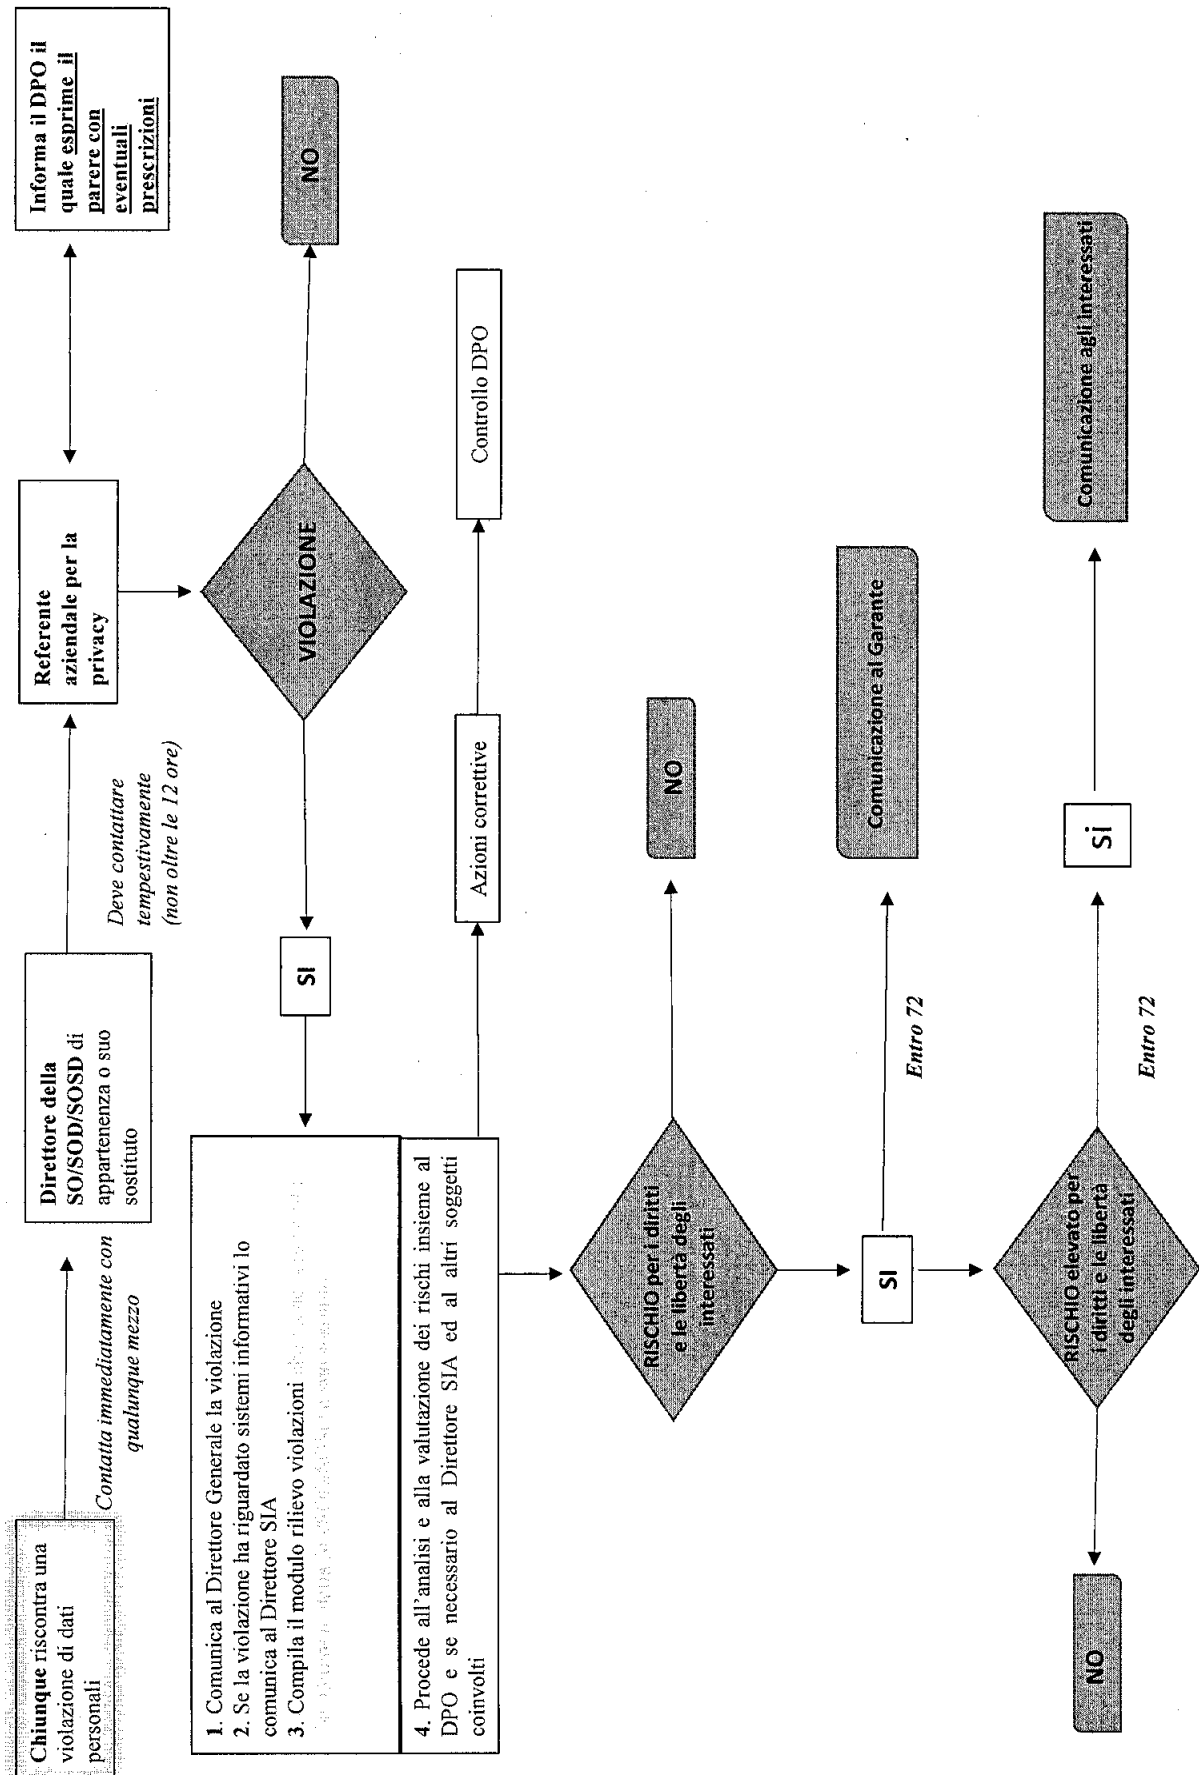 Chiunque riscontra una
violazione di dati
personali
Contatta immediatamente con
qualunque mezzo
Direttore della
SO/SOD/SOSD di
appartenenza o suo
sostituto
Deve contattare
tempestivamente
(non oltre le 12 ore)
Referente
aziendale per la
privacy
Informa il DPO il
quale esprime il
parere con
eventuali
prescrizioni
VIOLAZIONE
NO
SI
1. Comunica al Direttore Generale la violazione
2. Se la violazione ha riguardato sistemi informativi lo
comunica al Direttore SIA
3. Compila il modulo rilievo violazioni
4. Procede all'analisi e alla valutazione dei rischi insieme al
DPO e se necessario al Direttore SIA ed al altri soggetti
coinvolti
Azioni correttive
Controllo DPO
RISCHIO per i diritti
e le libertà degli
interessati
NO
SI
Entro 72
Comunicazione al Garante
RISCHIO elevato per
i diritti e le libertà
degli interessati
NO
Entro 72
Si
Comunicazione agli interessati